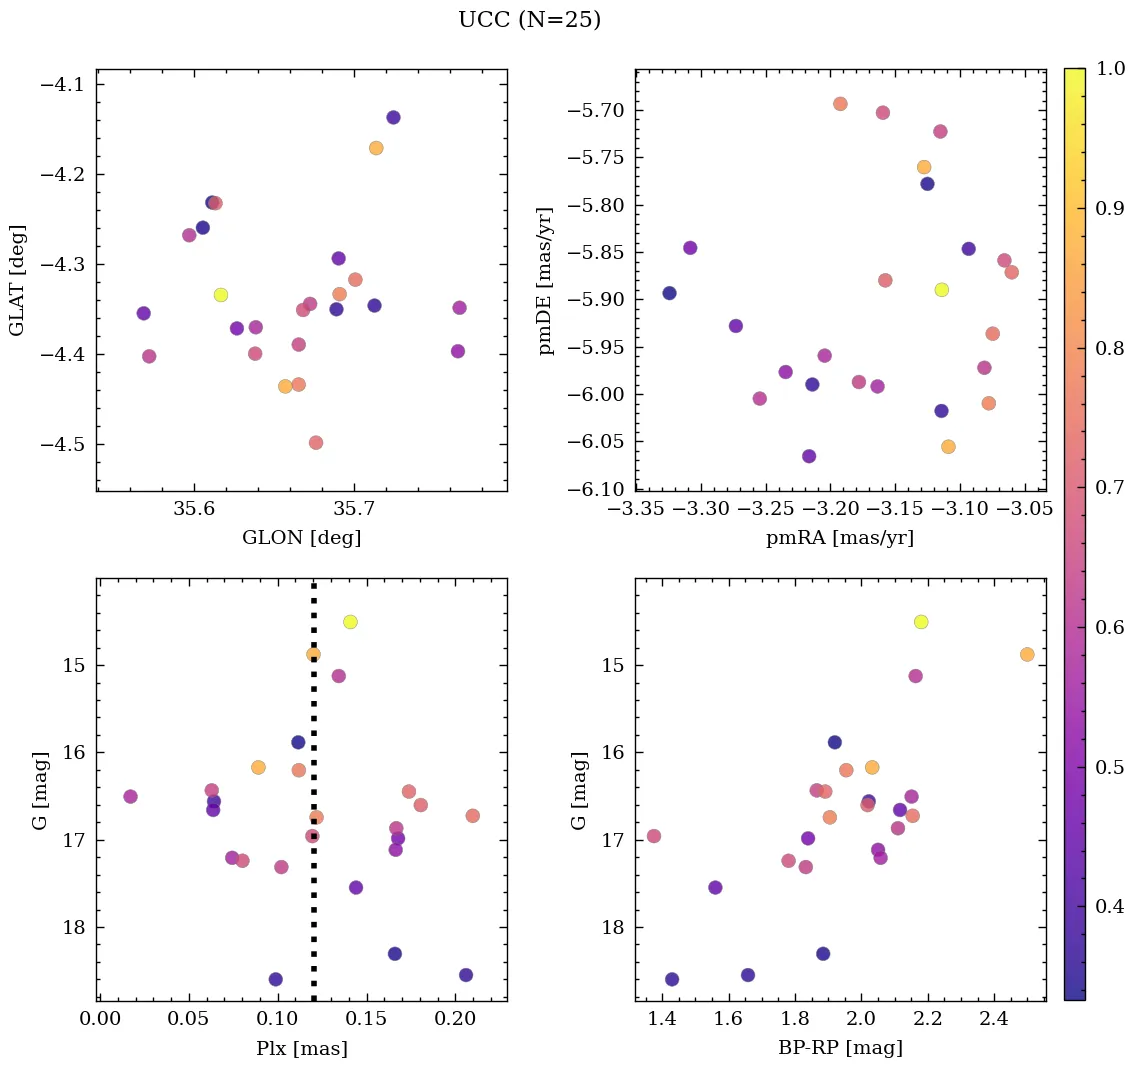 UCC (N=25)
−4.1
−4.2
−4.3
−4.4
−4.5
GLAT [deg]
35.6 35.7
GLON [deg]
−5.70
−5.75
−5.80
−5.85
−5.90
−5.95
−6.00
−6.05
−6.10
pmDE [mas/yr]
−3.35 −3.30 −3.25 −3.20 −3.15 −3.10 −3.05
pmRA [mas/yr]
1.0
0.9
0.8
0.7
0.6
0.5
0.4
15
16
17
18
G [mag]
0.00 0.05 0.10 0.15 0.20
Plx [mas]
15
16
17
18
G [mag]
1.4 1.6 1.8 2.0 2.2 2.4
BP-RP [mag]